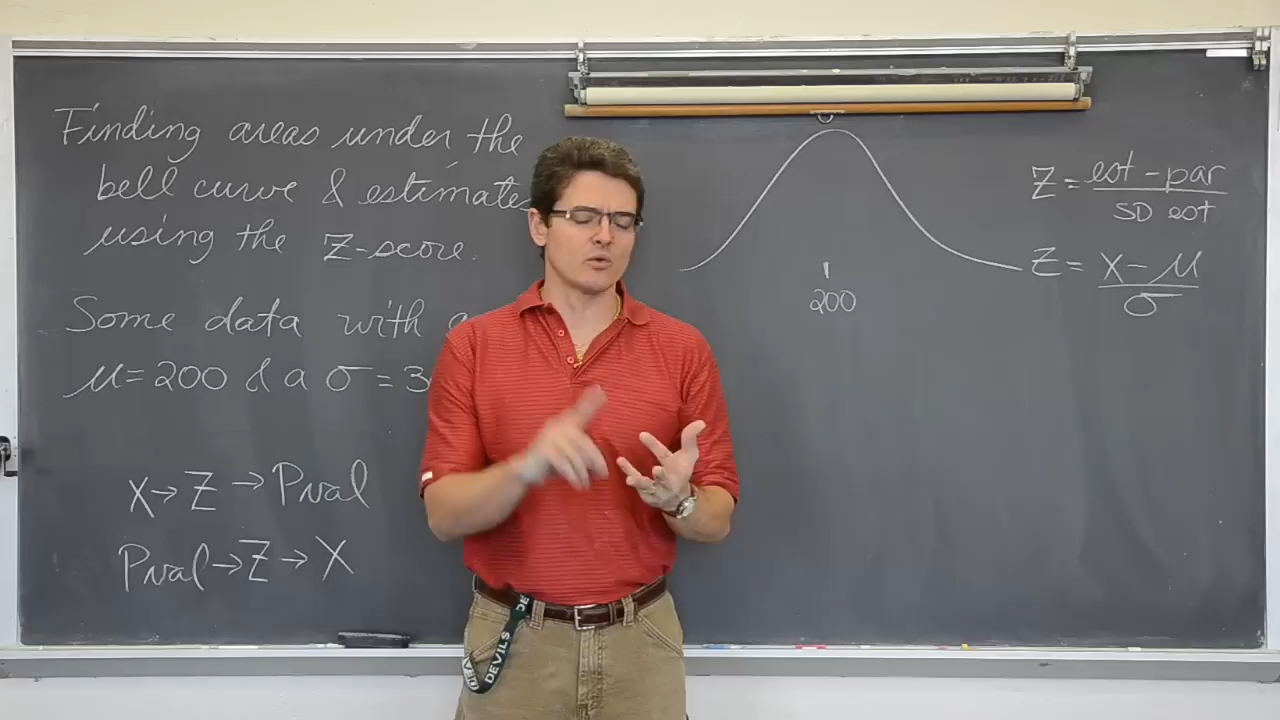 Finding areas under the
bell curve & estimates
using the Z-score.
Some data with a
μ=200 & a σ=3
X→Z→Pval
Pval→Z→X
200
Z= est-par
SD est
Z= X-μ
σ
DEVILS